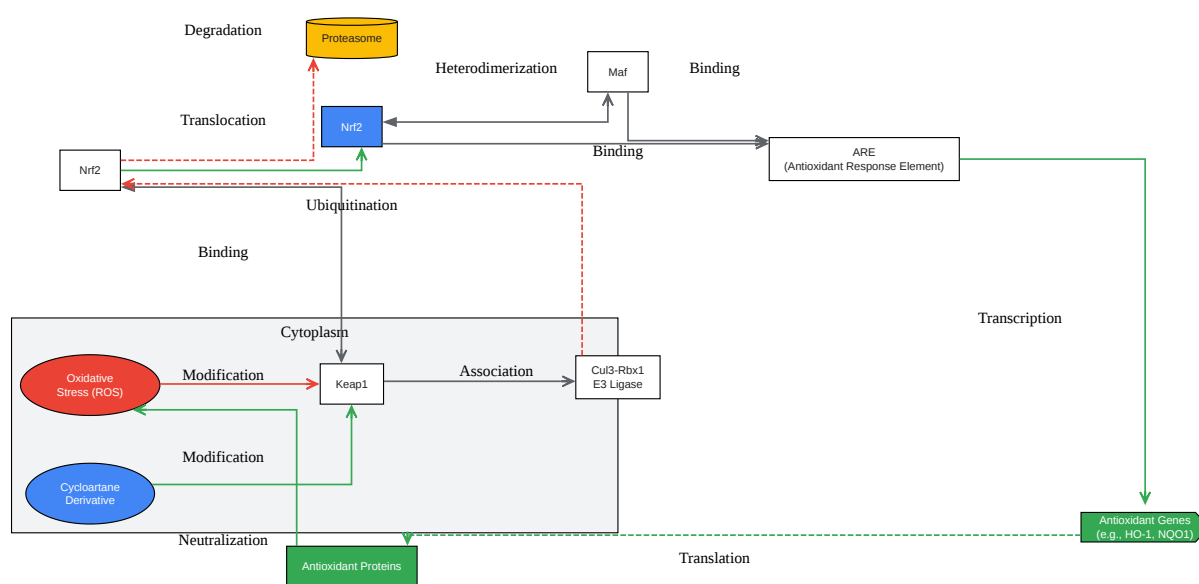 Degradation
Proteasome
Heterodimerization
Maf
Binding
Translocation
Nrf2
Binding
ARE
(Antioxidant Response Element)
Nrf2
Ubiquitination
Binding
Transcription
Cytoplasm
Oxidative
Stress (ROS)
Modification
Keap1
Association
Cul3-Rbx1
E3 Ligase
Modification
Cycloartane
Derivative
Neutralization
Antioxidant Proteins
Translation
Antioxidant Genes
(e.g., HO-1, NQO1)